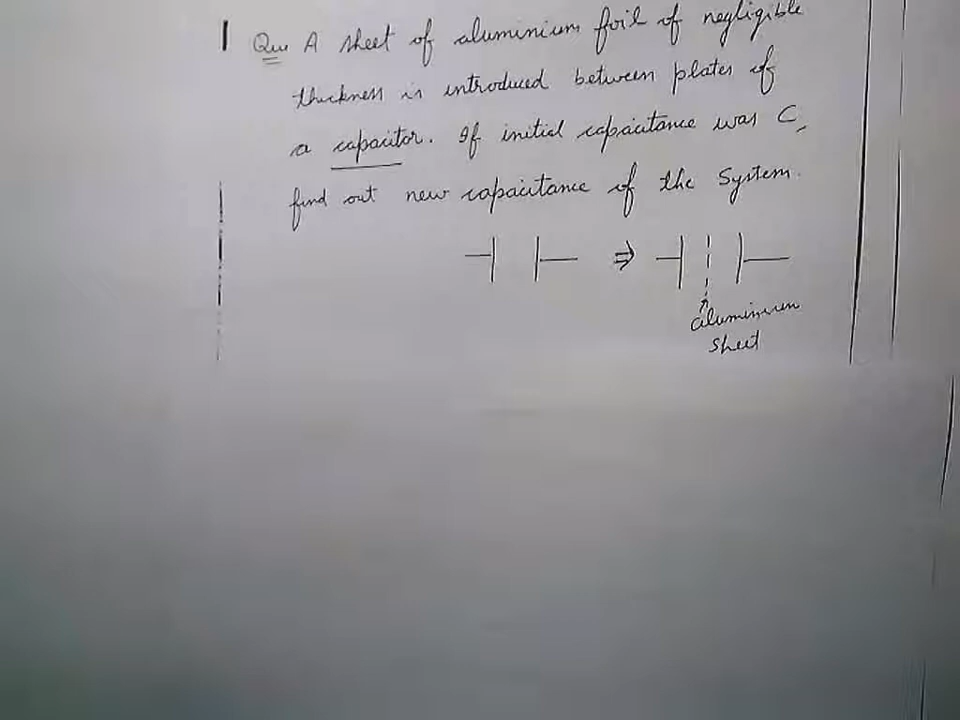 Que A sheet of aluminium foil of negligible
thickness is introduced between plates of
a capacitor. If initial capacitance was C,
find out new capacitance of the System.
⇒
aluminium
sheet